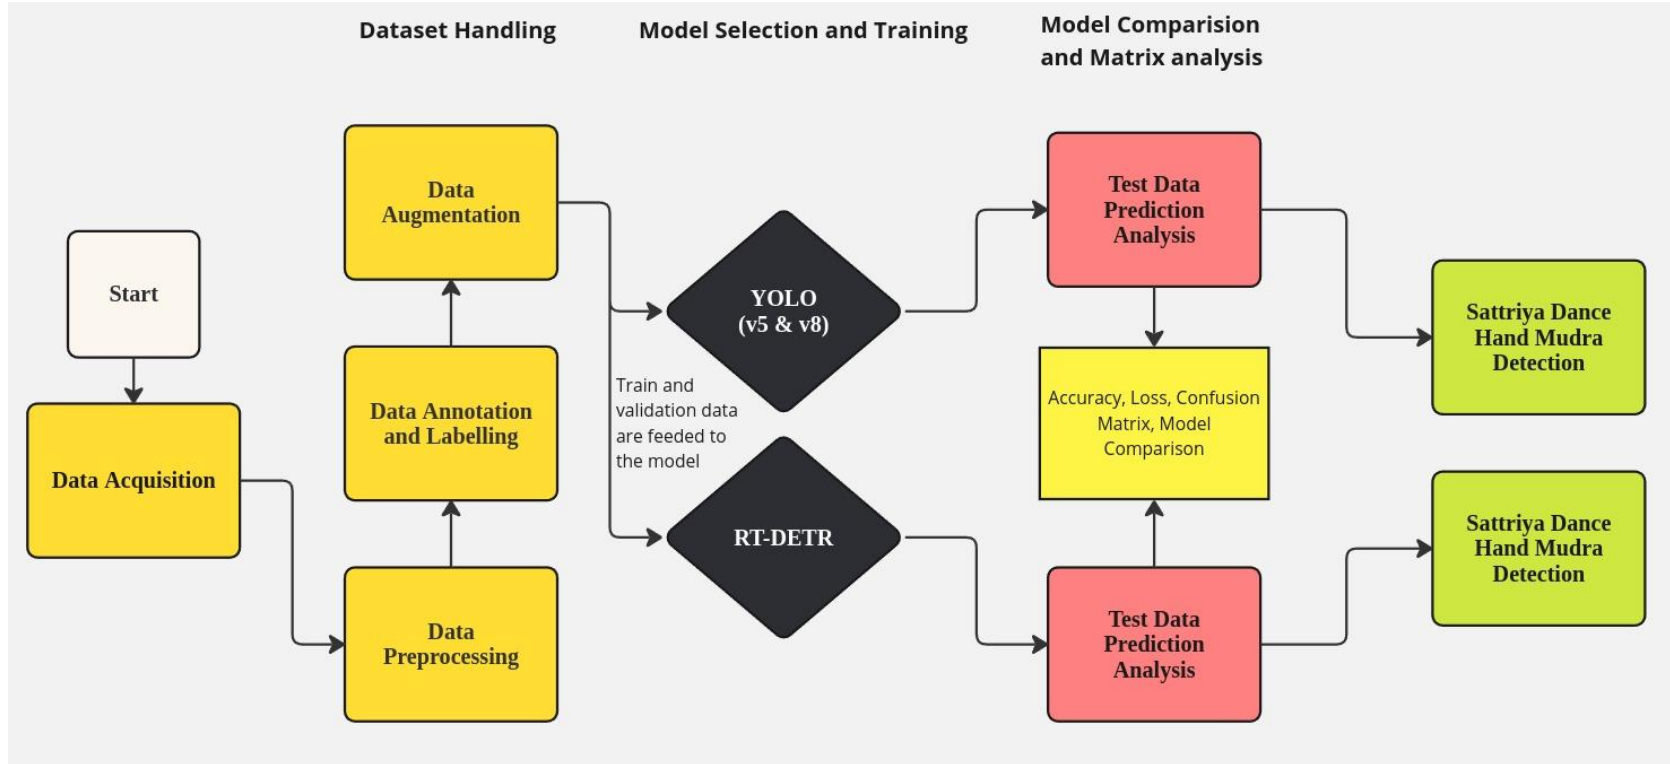 Dataset Handling
Model Selection and Training
Model Comparision
and Matrix analysis
Start
Data Acquisition
Data
Preprocessing
Data Annotation
and Labelling
Data
Augmentation
Train and
validation data
are feeded to
the model
YOLO
(v5 & v8)
RT-DETR
Test Data
Prediction
Analysis
Accuracy, Loss, Confusion
Matrix, Model
Comparison
Test Data
Prediction
Analysis
Sattriya Dance
Hand Mudra
Detection
Sattriya Dance
Hand Mudra
Detection